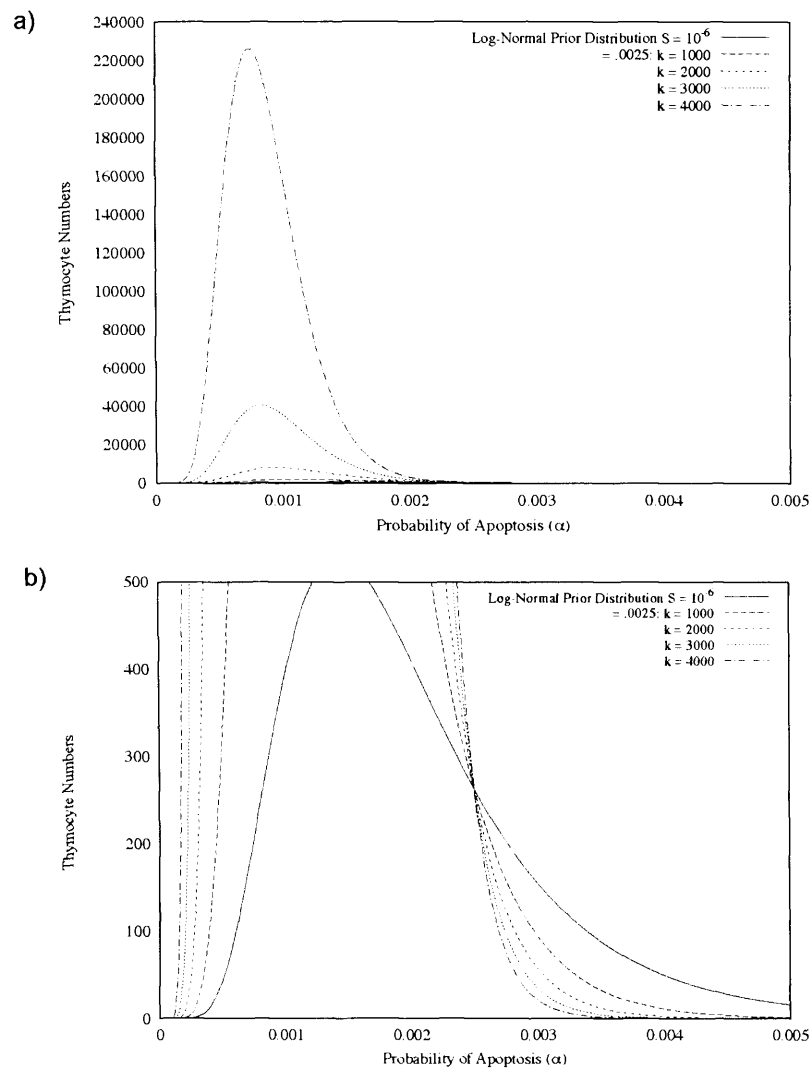 a)
240000
220000
200000
180000
160000
140000
120000
100000
80000
60000
40000
20000
0
Thymocyte Numbers
Log-Normal Prior Distribution S = 10^-6
= .0025: k = 1000
k = 2000
k = 3000
k = 4000
0 0.001 0.002 0.003 0.004 0.005
Probability of Apoptosis (α)
b)
500
400
300
200
100
0
Thymocyte Numbers
Log-Normal Prior Distribution S = 10^-6
= .0025: k = 1000
k = 2000
k = 3000
k = 4000
0 0.001 0.002 0.003 0.004 0.005
Probability of Apoptosis (α)